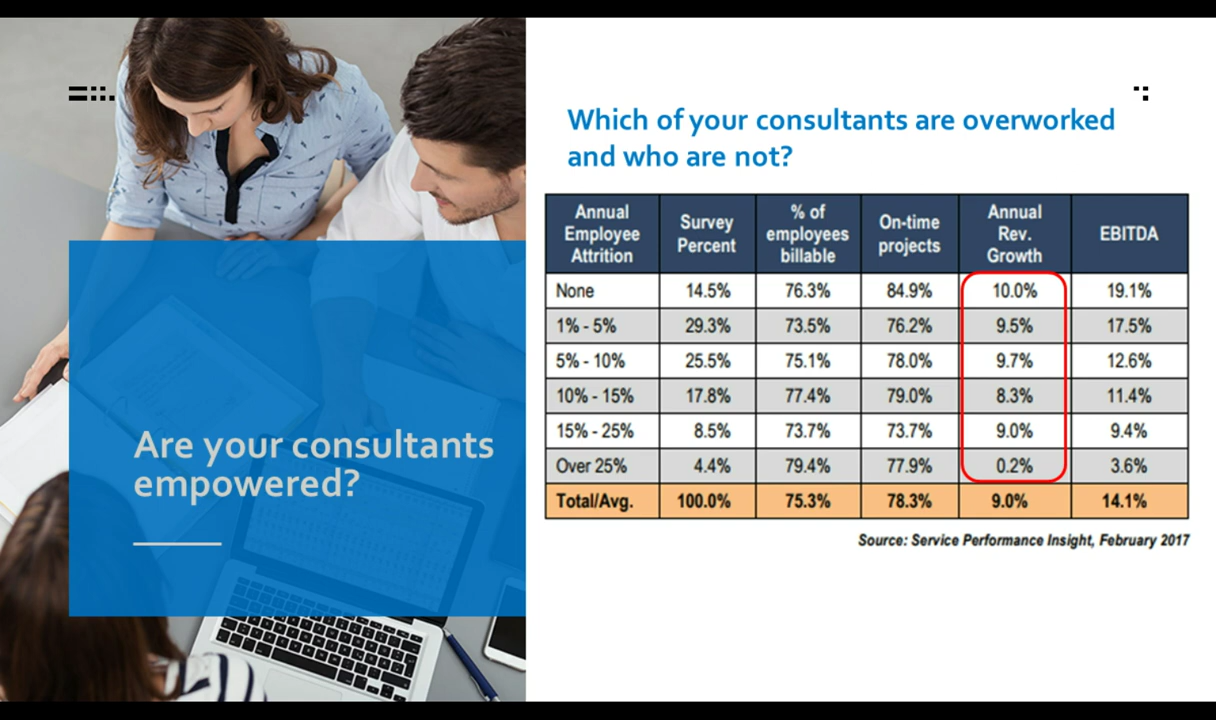 Are your consultants
empowered?
Which of your consultants are overworked
and who are not?
Annual Employee Attrition Survey Percent % of employees billable On-time projects Annual Rev. Growth EBITDA
None 14.5% 76.3% 84.9% 10.0% 19.1%
1% - 5% 29.3% 73.5% 76.2% 9.5% 17.5%
5% - 10% 25.5% 75.1% 78.0% 9.7% 12.6%
10% - 15% 17.8% 77.4% 79.0% 8.3% 11.4%
15% - 25% 8.5% 73.7% 73.7% 9.0% 9.4%
Over 25% 4.4% 79.4% 77.9% 0.2% 3.6%
Total/Avg. 100.0% 75.3% 78.3% 9.0% 14.1%
Source: Service Performance Insight, February 2017